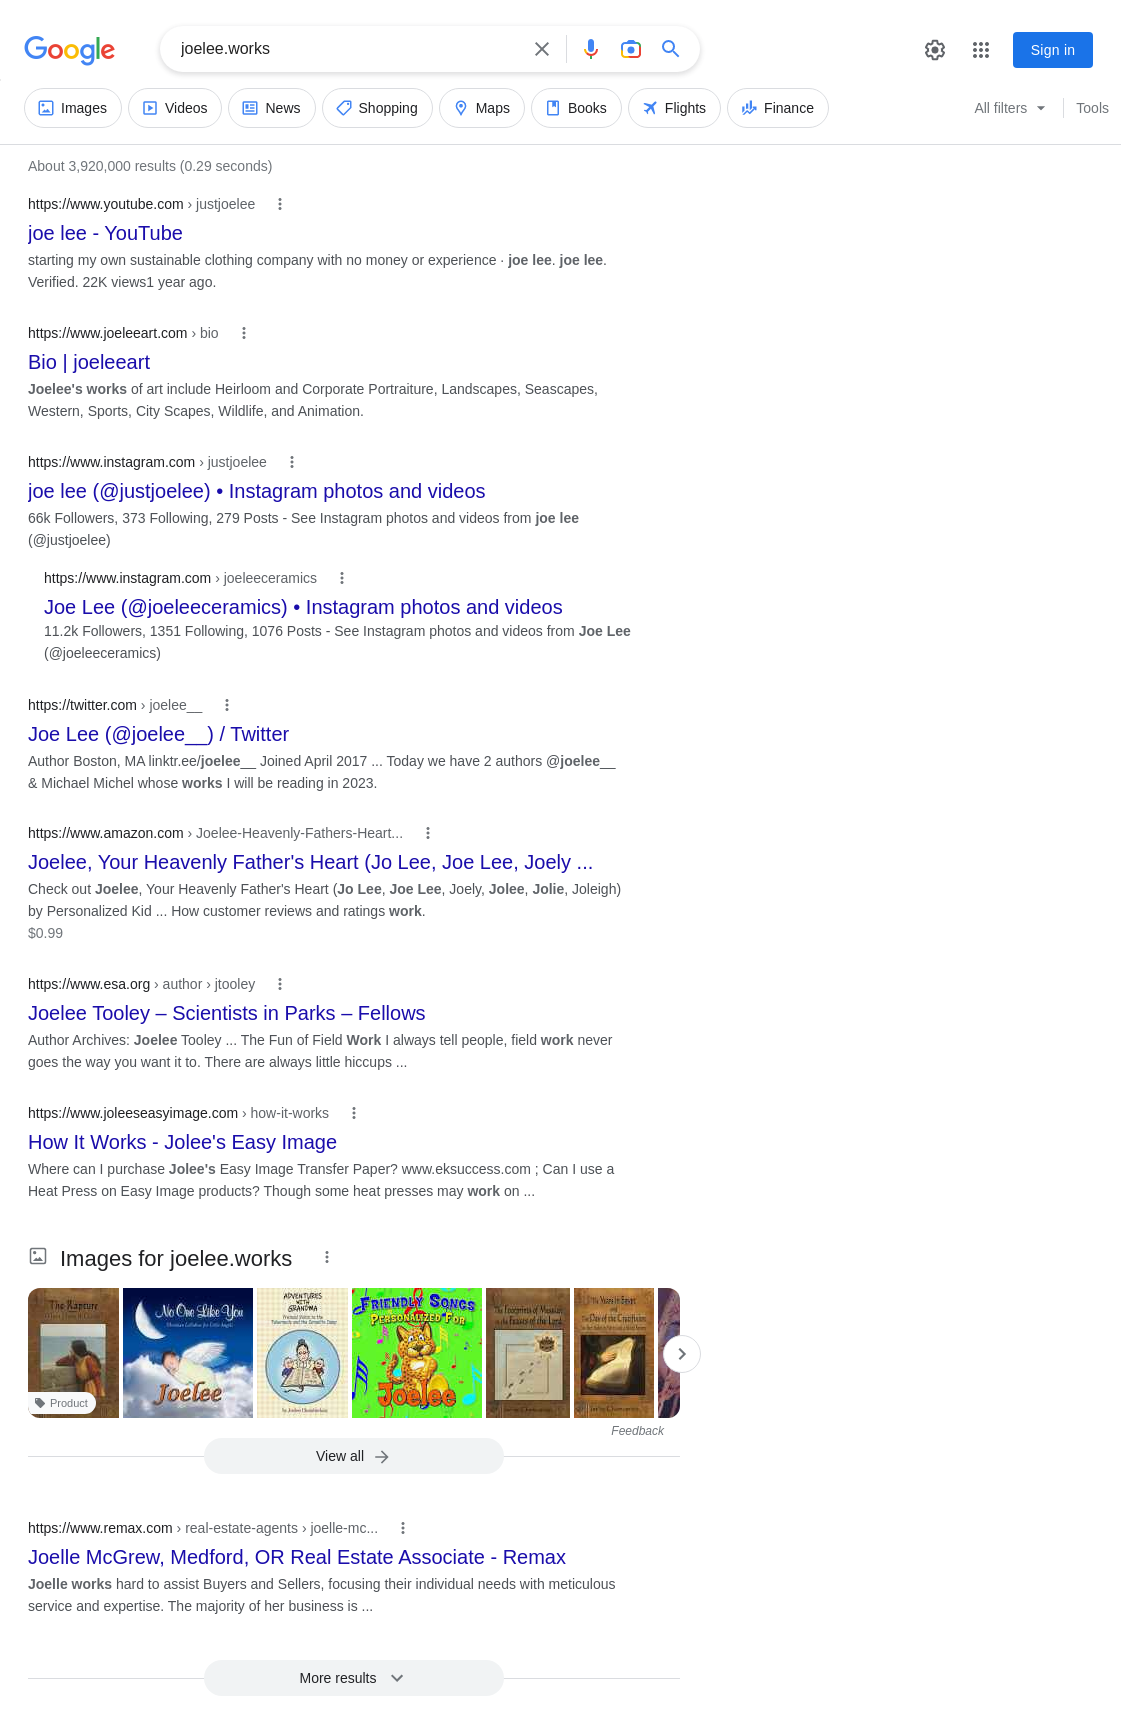 Google
joelee.works
Sign in
Images Videos News Shopping Maps Books Flights Finance All filters Tools
About 3,920,000 results (0.29 seconds)
https://www.youtube.com › justjoelee
joe lee - YouTube
starting my own sustainable clothing company with no money or experience · joe lee. joe lee.
Verified. 22K views1 year ago.
https://www.joeleeart.com › bio
Bio | joeleeart
Joelee's works of art include Heirloom and Corporate Portraiture, Landscapes, Seascapes,
Western, Sports, City Scapes, Wildlife, and Animation.
https://www.instagram.com › justjoelee
joe lee (@justjoelee) • Instagram photos and videos
66k Followers, 373 Following, 279 Posts - See Instagram photos and videos from joe lee
(@justjoelee)
https://www.instagram.com › joeleeceramics
Joe Lee (@joeleeceramics) • Instagram photos and videos
11.2k Followers, 1351 Following, 1076 Posts - See Instagram photos and videos from Joe Lee
(@joeleeceramics)
https://twitter.com › joelee__
Joe Lee (@joelee__) / Twitter
Author Boston, MA linktr.ee/joelee__ Joined April 2017 ... Today we have 2 authors @joelee__
& Michael Michel whose works I will be reading in 2023.
https://www.amazon.com › Joelee-Heavenly-Fathers-Heart...
Joelee, Your Heavenly Father's Heart (Jo Lee, Joe Lee, Joely ...
Check out Joelee, Your Heavenly Father's Heart (Jo Lee, Joe Lee, Joely, Jolee, Jolie, Joleigh)
by Personalized Kid ... How customer reviews and ratings work.
$0.99
https://www.esa.org › author › jtooley
Joelee Tooley – Scientists in Parks – Fellows
Author Archives: Joelee Tooley ... The Fun of Field Work I always tell people, field work never
goes the way you want it to. There are always little hiccups ...
https://www.joleeseasyimage.com › how-it-works
How It Works - Jolee's Easy Image
Where can I purchase Jolee's Easy Image Transfer Paper? www.eksuccess.com ; Can I use a
Heat Press on Easy Image products? Though some heat presses may work on ...
Images for joelee.works
The Rapture
Product
No One Like You
Joelee
ADVENTURES
WITH
GRANDMA
FRIENDLY SONGS
PERSONALIZED FOR
Joelee
The Footprints of Messiah
in the Feasts of the Lord
Feedback
View all
https://www.remax.com › real-estate-agents › joelle-mc...
Joelle McGrew, Medford, OR Real Estate Associate - Remax
Joelle works hard to assist Buyers and Sellers, focusing their individual needs with meticulous
service and expertise. The majority of her business is ...
More results